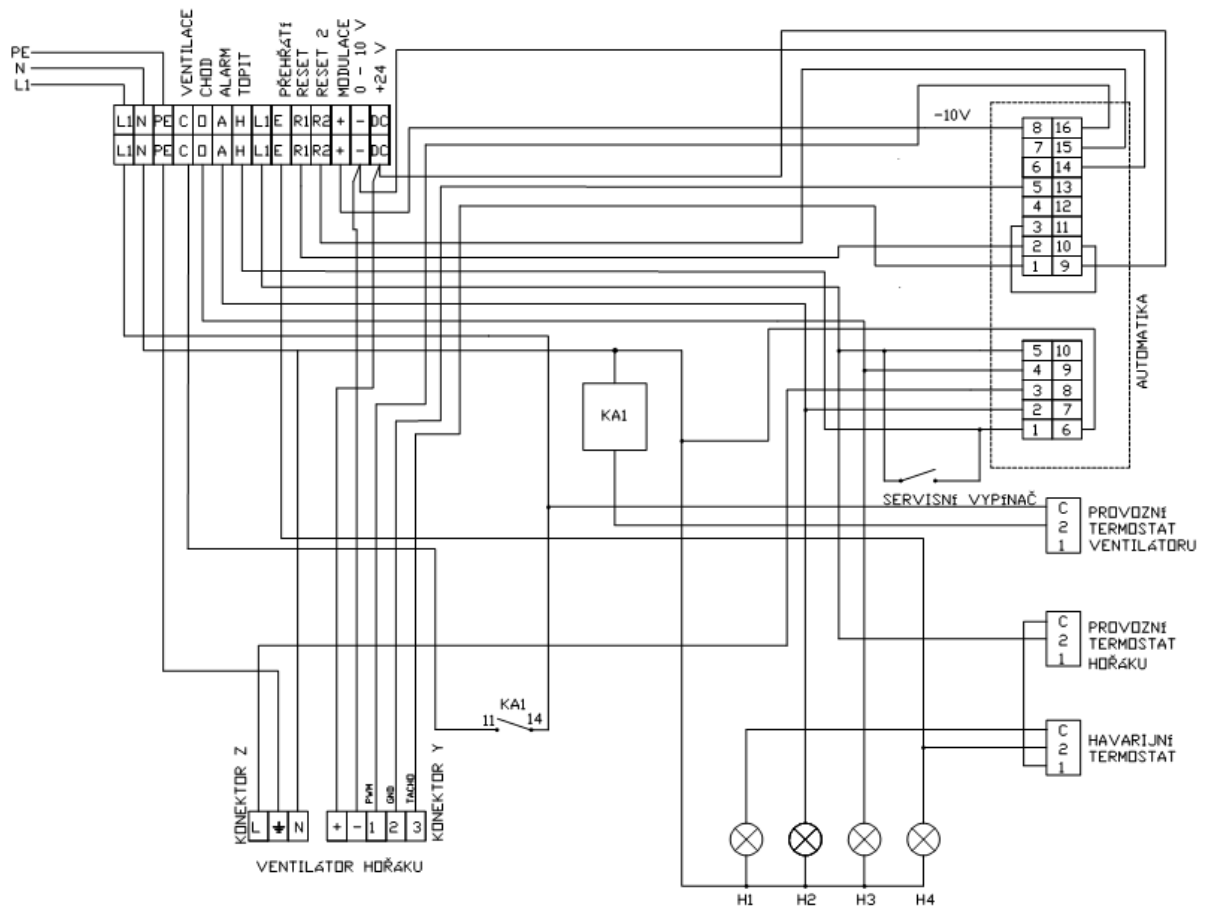 PE
N
L1
VENTILACE
CHOD
ALARM
TOPIT
PŘEHŘÁTÍ
RESET
RESET 2
MODULACE
0 - 10 V
+24 V
L1 N PE C O A H L1 E R1 R2 + - DC
L1 N PE C O A H L1 E R1 R2 + - DC
-10V
8 16
7 15
6 14
5 13
4 12
3 11
2 10
1 9
AUTOMATIKA
5 10
4 9
3 8
2 7
1 6
KA1
SERVISNÍ VYPÍNAČ
C
2
1
PROVOZNÍ
TERMOSTAT
VENTILÁTORU
C
2
1
PROVOZNÍ
TERMOSTAT
HOŘÁKU
KA1
11 14
C
2
1
HAVARIJNÍ
TERMOSTAT
KONEKTOR Z
L N
+ - 1 2 3
PWM
GND
TACHO
KONEKTOR Y
VENTILÁTOR HOŘÁKU
H1 H2 H3 H4